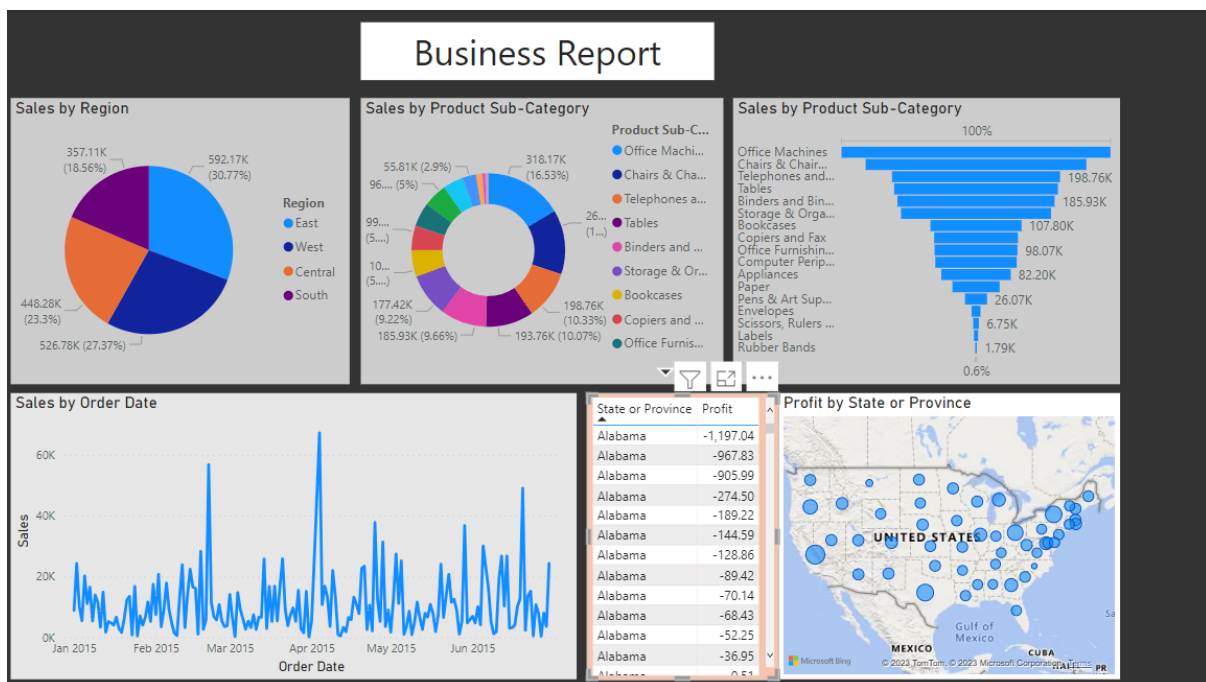 Business Report
Sales by Region
357.11K
(18.56%)
592.17K
(30.77%)
448.28K
(23.3%)
526.78K (27.37%)
Region
East
West
Central
South
Sales by Product Sub-Category
55.81K (2.9%)
96.... (5%)
99....
(5....)
10...
(5....)
177.42K
(9.22%)
185.93K (9.66%)
318.17K
(16.53%)
26...
(1...)
198.76K
(10.33%)
193.76K (10.07%)
Product Sub-C...
Office Machi...
Chairs & Cha...
Telephones a...
Tables
Binders and ...
Storage & Or...
Bookcases
Copiers and ...
Office Furnis...
Sales by Product Sub-Category
100%
Office Machines
Chairs & Chair...
Telephones and...
198.76K
Tables
Binders and Bin...
185.93K
Storage & Orga...
Bookcases
107.80K
Copiers and Fax
Office Furnishin...
98.07K
Computer Perip...
Appliances
82.20K
Paper
Pens & Art Sup...
26.07K
Envelopes
Scissors, Rulers ...
6.75K
Labels
Rubber Bands
1.79K
0.6%
Sales by Order Date
Sales
60K
40K
20K
0K
Jan 2015 Feb 2015 Mar 2015 Apr 2015 May 2015 Jun 2015
Order Date
State or Province Profit
Alabama -1,197.04
Alabama -967.83
Alabama -905.99
Alabama -274.50
Alabama -189.22
Alabama -144.59
Alabama -128.86
Alabama -89.42
Alabama -70.14
Alabama -68.43
Alabama -52.25
Alabama -36.95
Alabama
Profit by State or Province
UNITED STATES
Gulf of
Mexico
MEXICO
CUBA
Sa
PR
Microsoft Bing
© 2023 TomTom, © 2023 Microsoft Corporation Terms